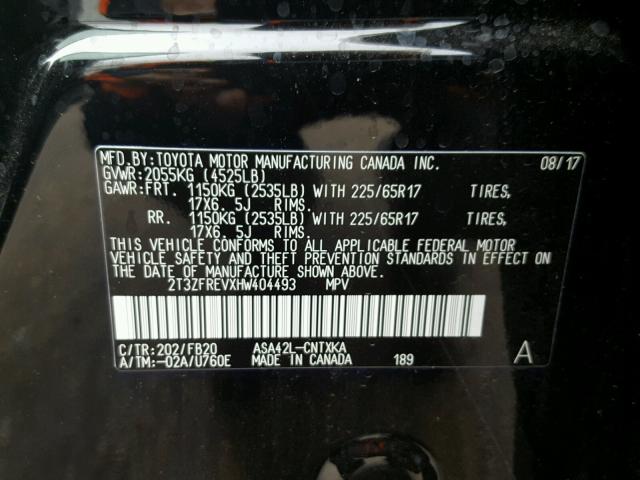 MFD.BY:TOYOTA MOTOR MANUFACTURING CANADA INC. 08/17
GVWR:2055KG (4525LB)
GAWR:FRT. 1150KG (2535LB) WITH 225/65R17 TIRES,
17X6. 5J RIMS.
RR. 1150KG (2535LB) WITH 225/65R17 TIRES,
17X6. 5J RIMS.
THIS VEHICLE CONFORMS TO ALL APPLICABLE FEDERAL MOTOR
VEHICLE SAFETY AND THEFT PREVENTION STANDARDS IN EFFECT ON THE
DATE OF MANUFACTURE SHOWN ABOVE.
2T3ZFREVXHW404493 MPV
C/TR:202/FB20 ASA42L-CNTXKA
A/TM:-02A/U760E MADE IN CANADA 189 A